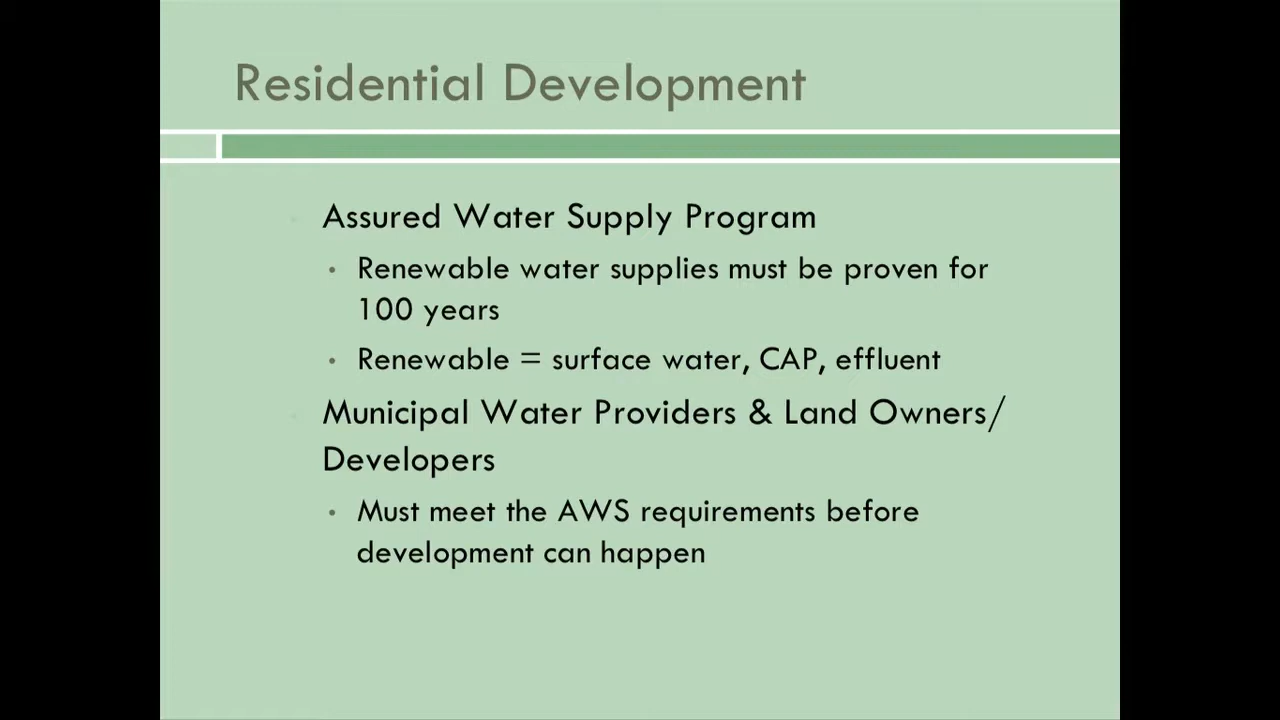 Residential Development
Assured Water Supply Program
• Renewable water supplies must be proven for
100 years
• Renewable = surface water, CAP, effluent
Municipal Water Providers & Land Owners/
Developers
• Must meet the AWS requirements before
development can happen